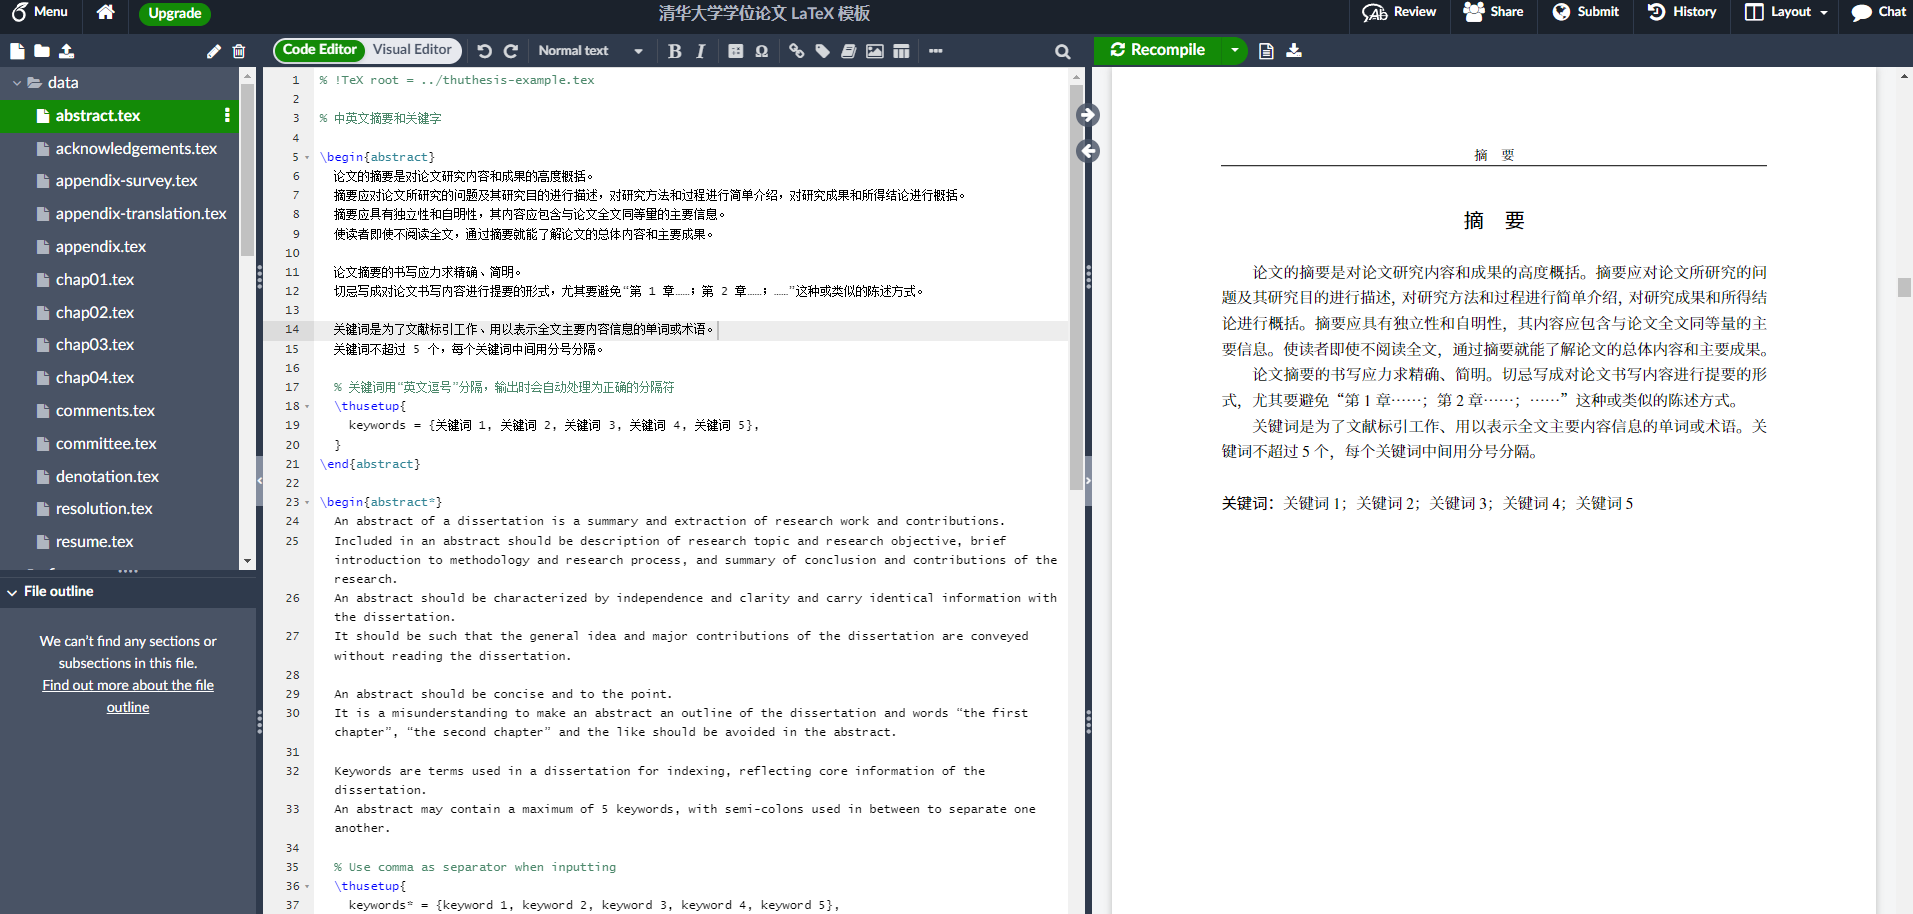 Menu
Upgrade
清华大学学位论文 LaTeX 模板
Review
Share
Submit
History
Layout
Chat
Code Editor
Visual Editor
Normal text
B
I
Ω
Recompile
data
abstract.tex
acknowledgements.tex
appendix-survey.tex
appendix-translation.tex
appendix.tex
chap01.tex
chap02.tex
chap03.tex
chap04.tex
comments.tex
committee.tex
denotation.tex
resolution.tex
resume.tex
File outline
We can't find any sections or
subsections in this file.
Find out more about the file
outline
1 % !TeX root = ../thuthesis-example.tex
2
3 % 中英文摘要和关键字
4
5 \begin{abstract}
6 论文的摘要是对论文研究内容和成果的高度概括。
7 摘要应对论文所研究的问题及其研究目的进行描述，对研究方法和过程进行简单介绍，对研究成果和所得结论进行概括。
8 摘要应具有独立性和自明性，其内容应包含与论文全文同等量的主要信息。
9 使读者即使不阅读全文，通过摘要就能了解论文的总体内容和主要成果。
10
11 论文摘要的书写应力求精确、简明。
12 切忌写成对论文书写内容进行提要的形式，尤其要避免“第 1 章……；第 2 章……；……”这种或类似的陈述方式。
13
14 关键词是为了文献标引工作、用以表示全文主要内容信息的单词或术语。
15 关键词不超过 5 个，每个关键词中间用分号分隔。
16
17 % 关键词用“英文逗号”分隔，输出时会自动处理为正确的分隔符
18 \thusetup{
19 keywords = {关键词 1, 关键词 2, 关键词 3, 关键词 4, 关键词 5},
20 }
21 \end{abstract}
22
23 \begin{abstract*}
24 An abstract of a dissertation is a summary and extraction of research work and contributions.
25 Included in an abstract should be description of research topic and research objective, brief
introduction to methodology and research process, and summary of conclusion and contributions of the
research.
26 An abstract should be characterized by independence and clarity and carry identical information with
the dissertation.
27 It should be such that the general idea and major contributions of the dissertation are conveyed
without reading the dissertation.
28
29 An abstract should be concise and to the point.
30 It is a misunderstanding to make an abstract an outline of the dissertation and words “the first
chapter”, “the second chapter” and the like should be avoided in the abstract.
31
32 Keywords are terms used in a dissertation for indexing, reflecting core information of the
dissertation.
33 An abstract may contain a maximum of 5 keywords, with semi-colons used in between to separate one
another.
34
35 % Use comma as separator when inputting
36 \thusetup{
37 keywords* = {keyword 1, keyword 2, keyword 3, keyword 4, keyword 5},
摘 要
摘 要
论文的摘要是对论文研究内容和成果的高度概括。摘要应对论文所研究的问
题及其研究目的进行描述，对研究方法和过程进行简单介绍，对研究成果和所得结
论进行概括。摘要应具有独立性和自明性，其内容应包含与论文全文同等量的主
要信息。使读者即使不阅读全文，通过摘要就能了解论文的总体内容和主要成果。
论文摘要的书写应力求精确、简明。切忌写成对论文书写内容进行提要的形
式，尤其要避免“第 1 章……；第 2 章……；……”这种或类似的陈述方式。
关键词是为了文献标引工作、用以表示全文主要内容信息的单词或术语。关
键词不超过 5 个，每个关键词中间用分号分隔。
关键词：关键词 1；关键词 2；关键词 3；关键词 4；关键词 5